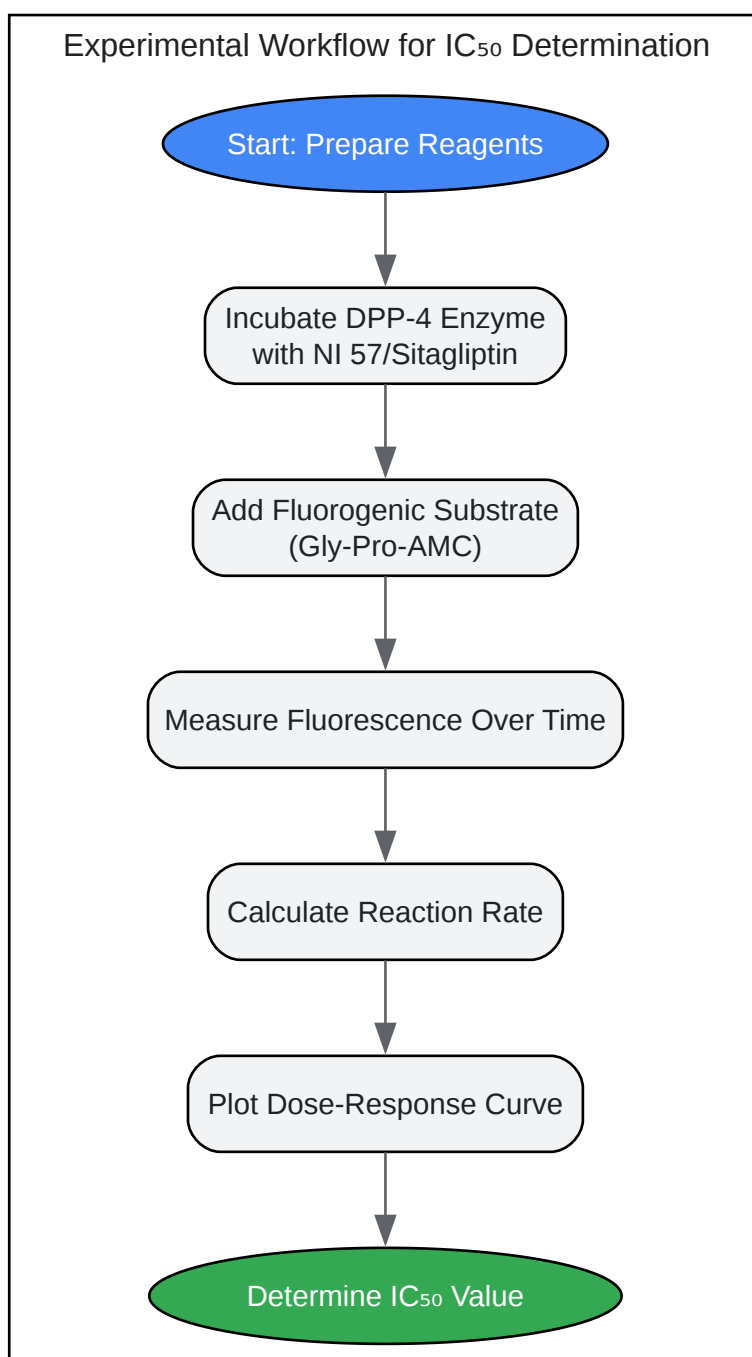 Experimental Workflow for IC₅₀ Determination
Start: Prepare Reagents
Incubate DPP-4 Enzyme
with NI 57/Sitagliptin
Add Fluorogenic Substrate
(Gly-Pro-AMC)
Measure Fluorescence Over Time
Calculate Reaction Rate
Plot Dose-Response Curve
Determine IC₅₀ Value